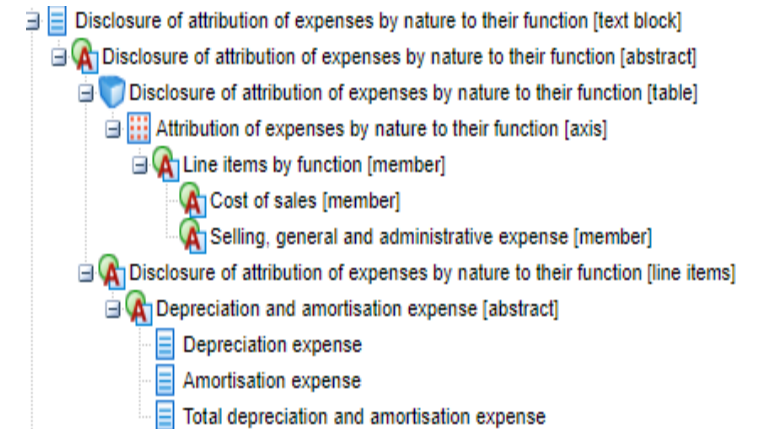 Disclosure of attribution of expenses by nature to their function [text block]
Disclosure of attribution of expenses by nature to their function [abstract]
Disclosure of attribution of expenses by nature to their function [table]
Attribution of expenses by nature to their function [axis]
Line items by function [member]
Cost of sales [member]
Selling, general and administrative expense [member]
Disclosure of attribution of expenses by nature to their function [line items]
Depreciation and amortisation expense [abstract]
Depreciation expense
Amortisation expense
Total depreciation and amortisation expense